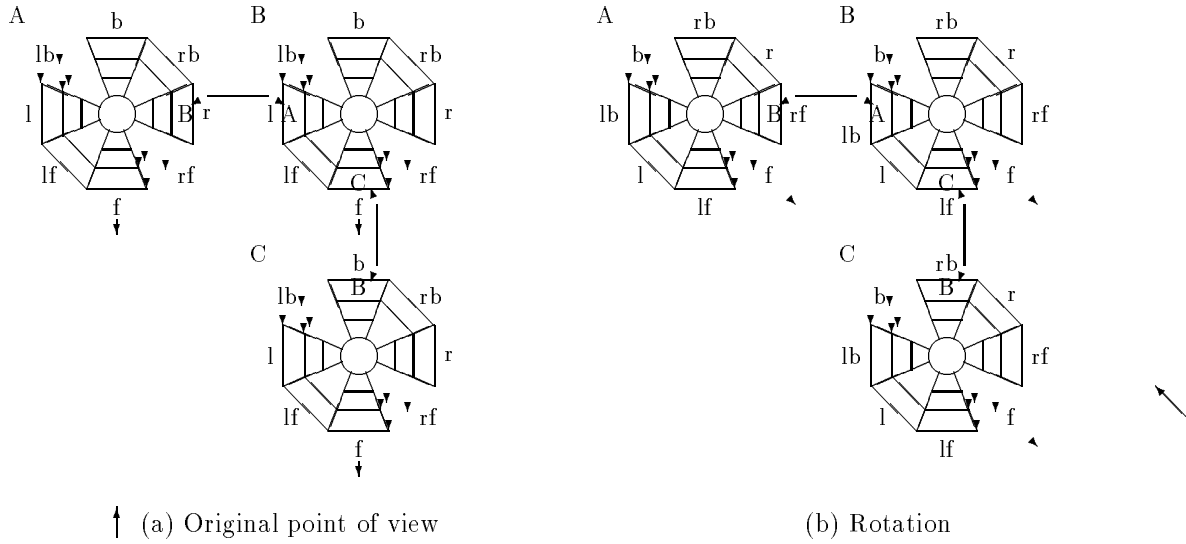 A B A B
b b rb rb
lb rb lb rb b r b r
l B r l A r lb B rf lb A rf
lf rf lf C rf l f l C f
f f lf lf
C C
b rb
B B
lb rb b r
l r lb rf
lf rf l f
f lf
(a) Original point of view (b) Rotation